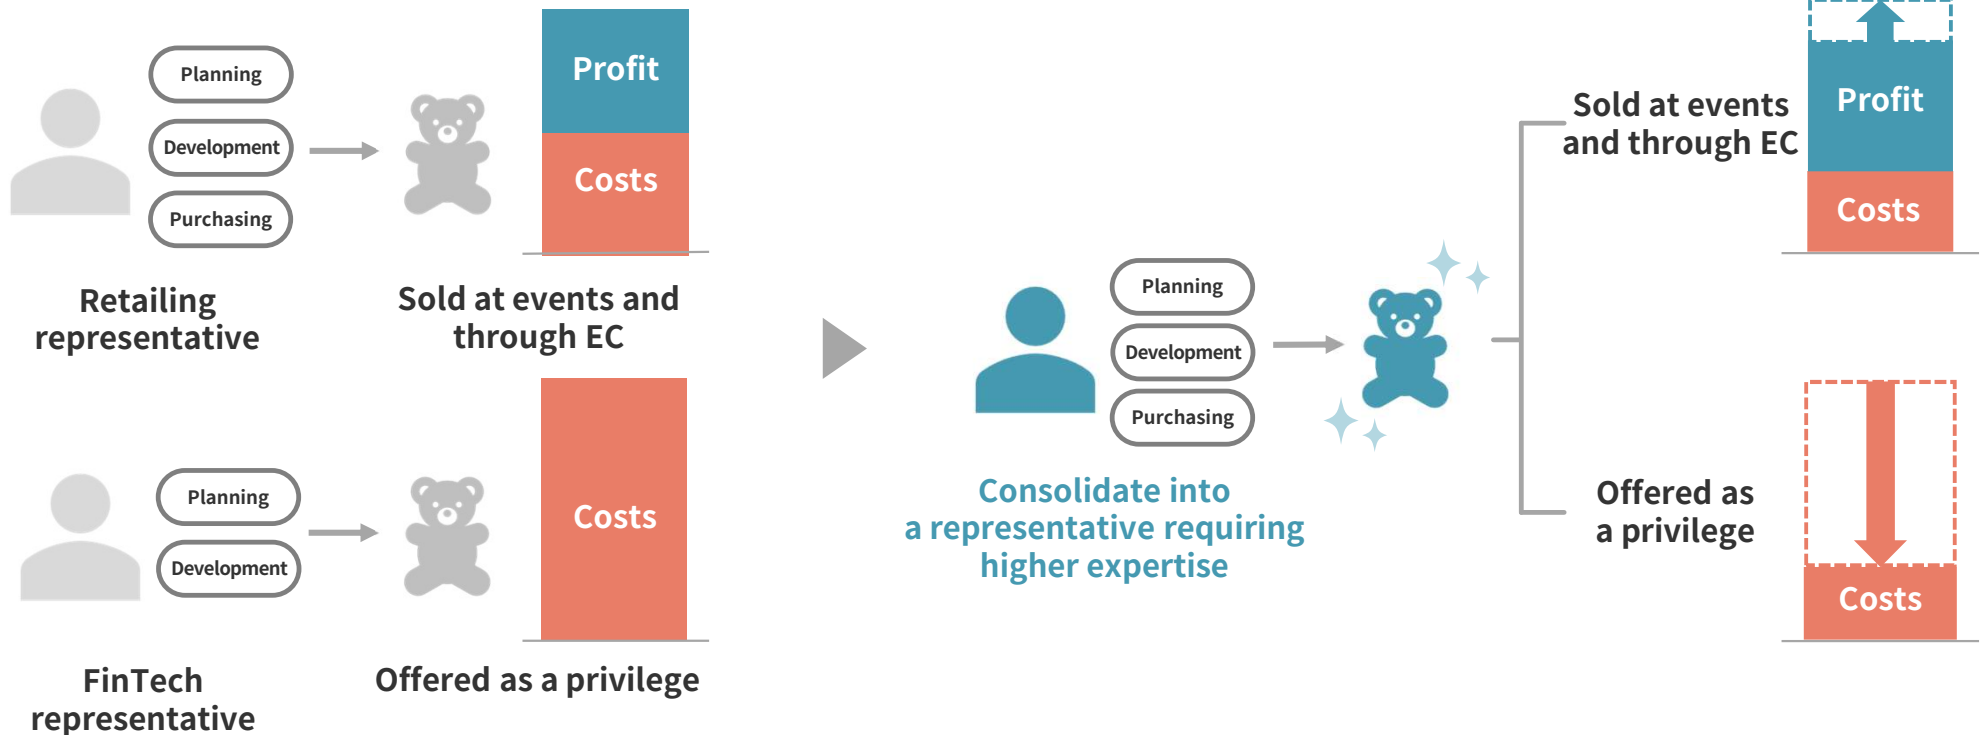 Planning
Development
Purchasing
Profit
Costs
Retailing
representative
Sold at events and
through EC
Planning
Development
Costs
FinTech
representative
Offered as a privilege
Planning
Development
Purchasing
Consolidate into
a representative requiring
higher expertise
Sold at events
and through EC
Profit
Costs
Offered as
a privilege
Costs